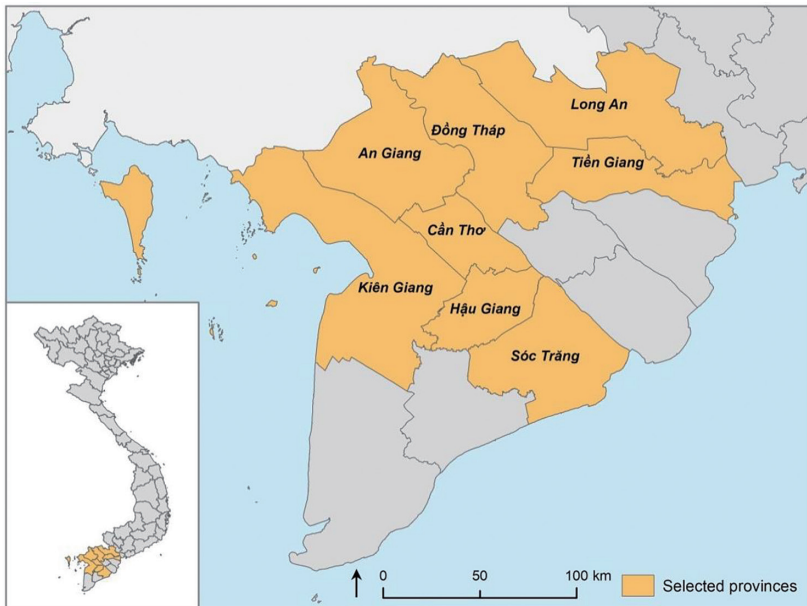 Long An
Đồng Tháp
An Giang
Tiền Giang
Cần Thơ
Kiên Giang
Hậu Giang
Sóc Trăng
0 50 100 km
Selected provinces